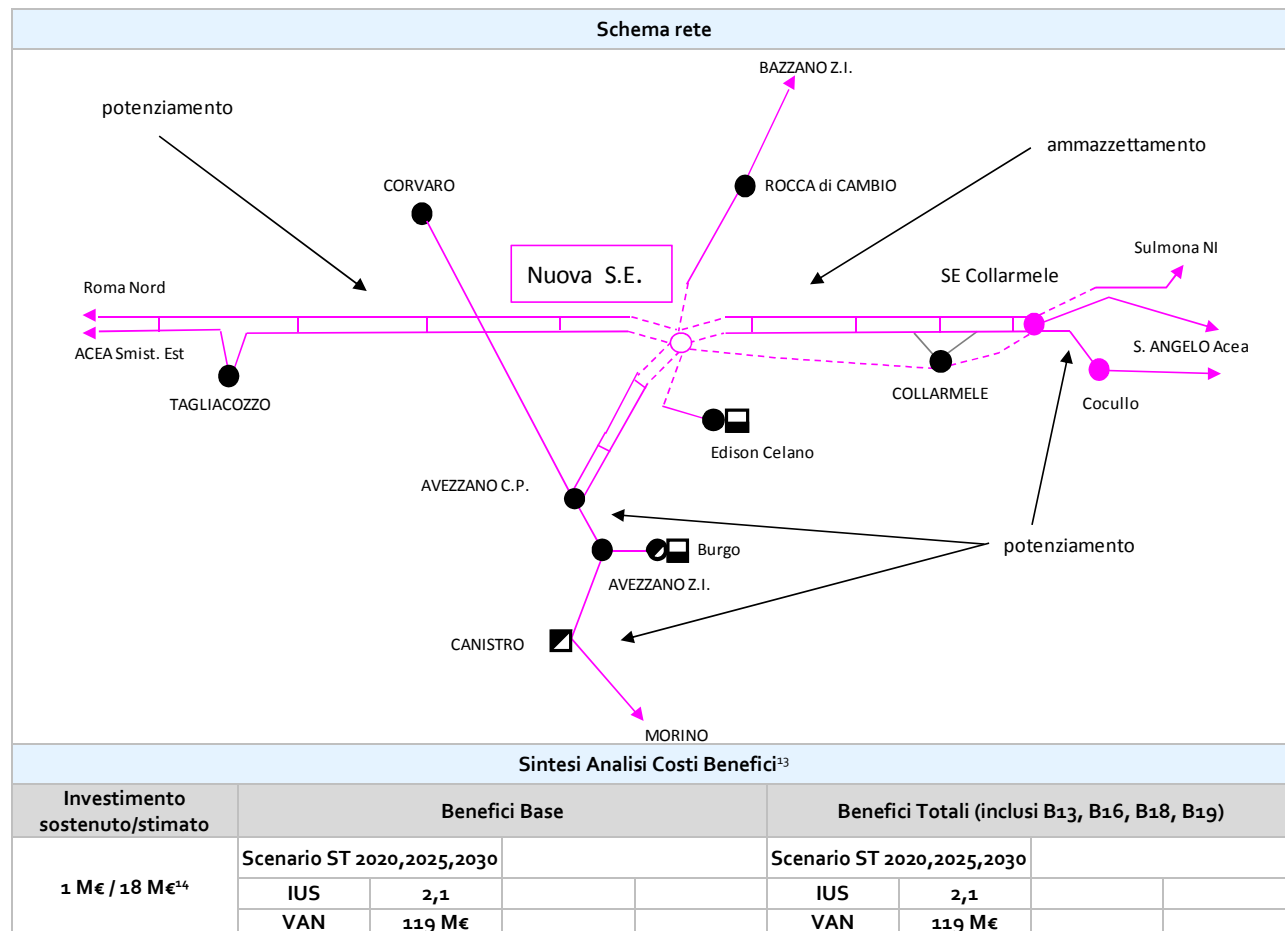 Schema rete
BAZZANO Z.I.
potenziamento
ammazzettamento
CORVARO
ROCCA di CAMBIO
Sulmona NI
Nuova S.E.
SE Collarmele
Roma Nord
ACEA Smist. Est
S. ANGELO Acea
TAGLIACOZZO
COLLARMELE
Cocullo
Edison Celano
AVEZZANO C.P.
Burgo
potenziamento
AVEZZANO Z.I.
CANISTRO
MORINO
Sintesi Analisi Costi Benefici¹³
Investimento
sostenuto/stimato
Benefici Base
Benefici Totali (inclusi B13, B16, B18, B19)
Scenario ST 2020,2025,2030
Scenario ST 2020,2025,2030
1 M€ / 18 M€¹⁴
IUS 2,1
IUS 2,1
VAN 119 M€
VAN 119 M€